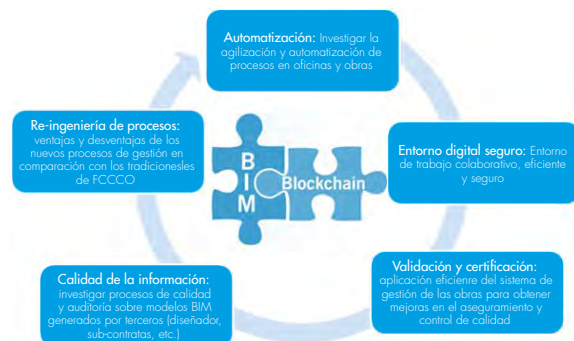 Automatización: Investigar la
agilización y automatización de
procesos en oficinas y obras
Re-ingeniería de procesos:
ventajas y desventajas de los
nuevos procesos de gestión en
comparación con los tradicionesles
de FCCCO
BIM
Blockchain
Entorno digital seguro: Entorno
de trabajo colaborativo, eficiente
y seguro
Calidad de la información:
investigar procesos de calidad
y auditoría sobre modelos BIM
generados por terceros (diseñador,
sub-contratas, etc.)
Validación y certificación:
aplicación eficienre del sistema de
gestión de las obras para obtener
mejoras en el aseguramiento y
control de calidad